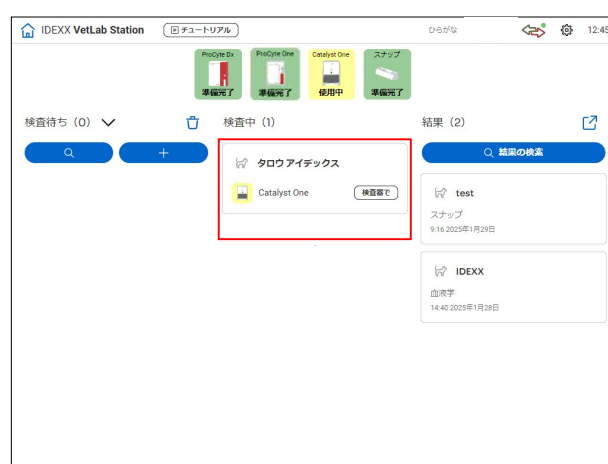 IDEXX VetLab Station
チュートリアル
ひらがな
12:45
ProCyte Dx
準備完了
ProCyte One
準備完了
Catalyst One
使用中
スナップ
準備完了
検査待ち（0）
検査中（1）
タロウ アイデックス
Catalyst One
検査器で
結果（2）
結果の検索
test
スナップ
9:16 2025年1月29日
IDEXX
血液学
14:40 2025年1月28日